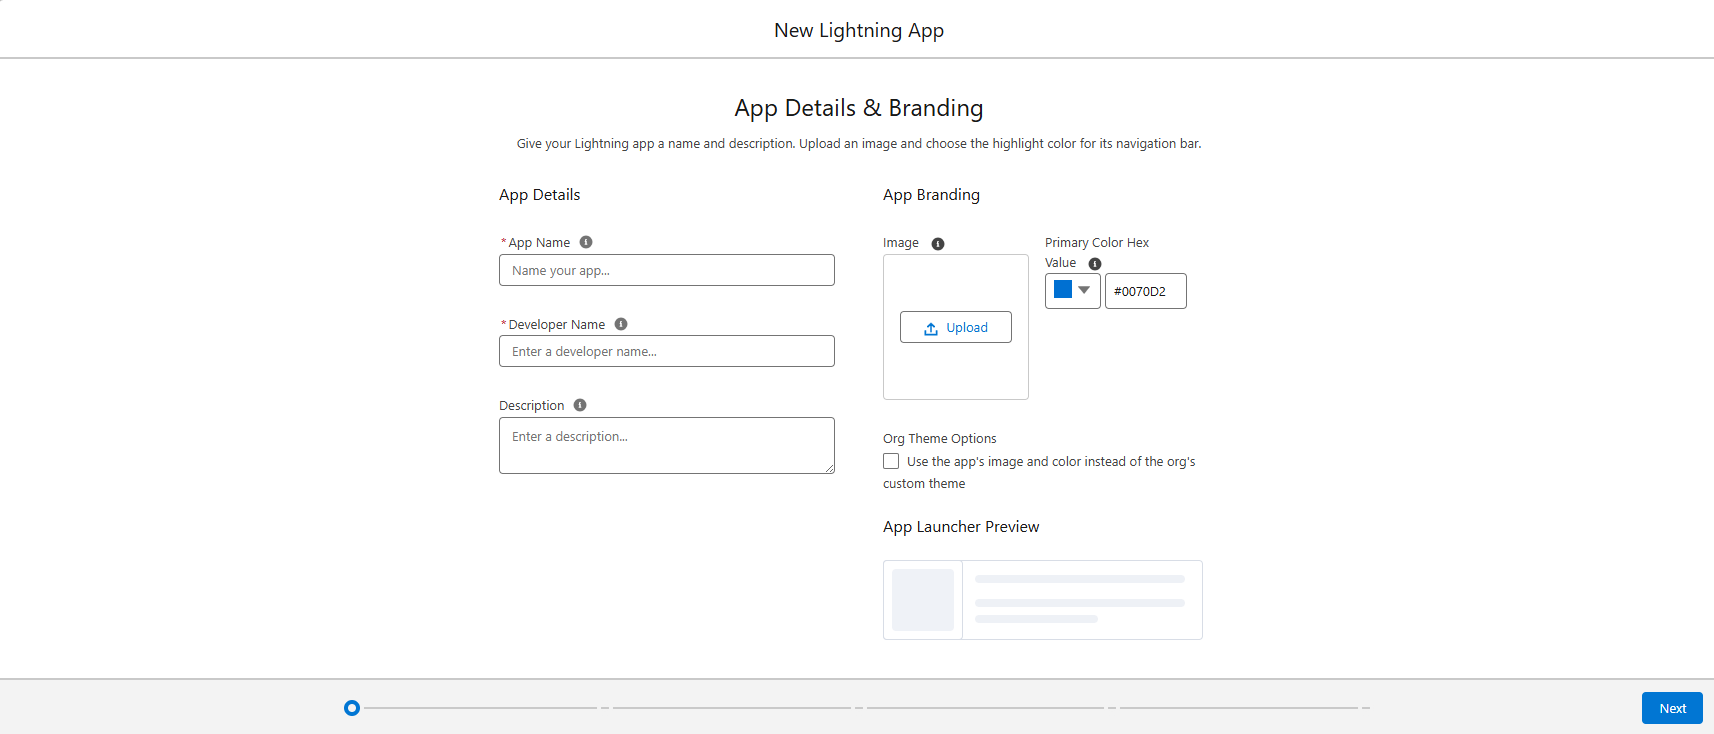 New Lightning App
App Details & Branding
Give your Lightning app a name and description. Upload an image and choose the highlight color for its navigation bar.
App Details
*App Name
Name your app...
*Developer Name
Enter a developer name...
Description
Enter a description...
App Branding
Image
Upload
Primary Color Hex
Value
#0070D2
Org Theme Options
Use the app's image and color instead of the org's
custom theme
App Launcher Preview
Next